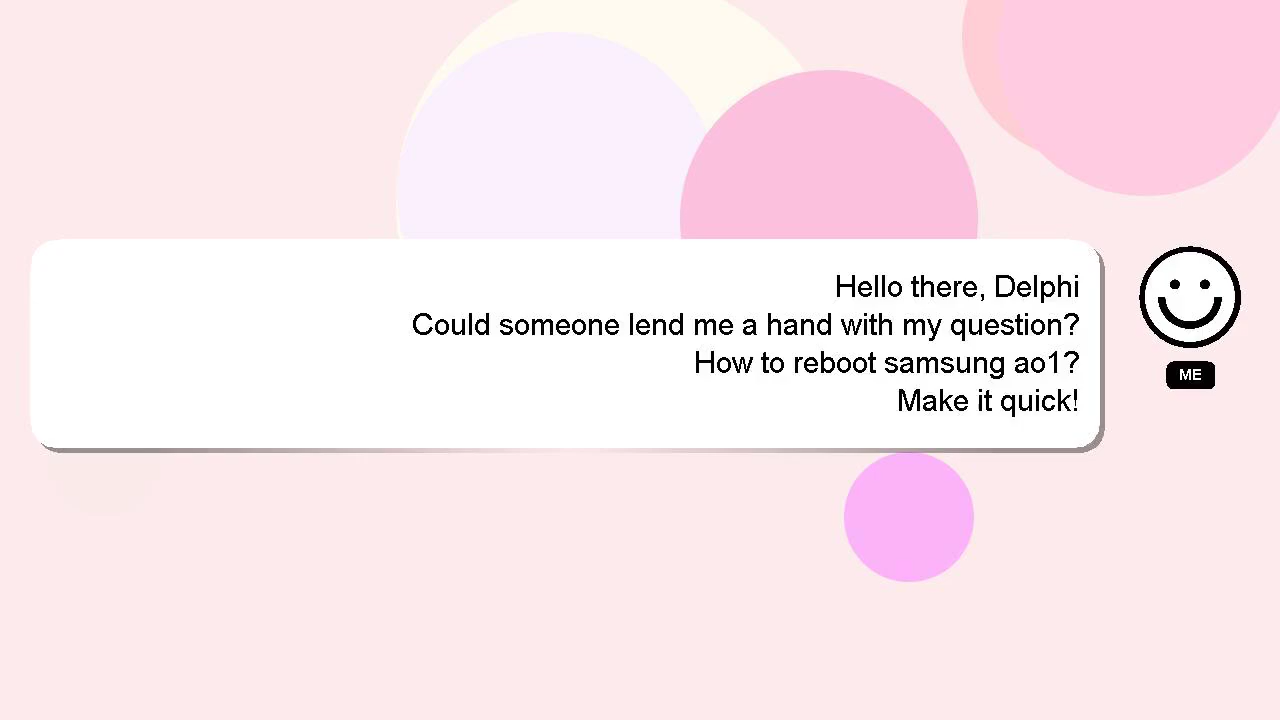 Hello there, Delphi
Could someone lend me a hand with my question?
How to reboot samsung ao1?
Make it quick!
ME